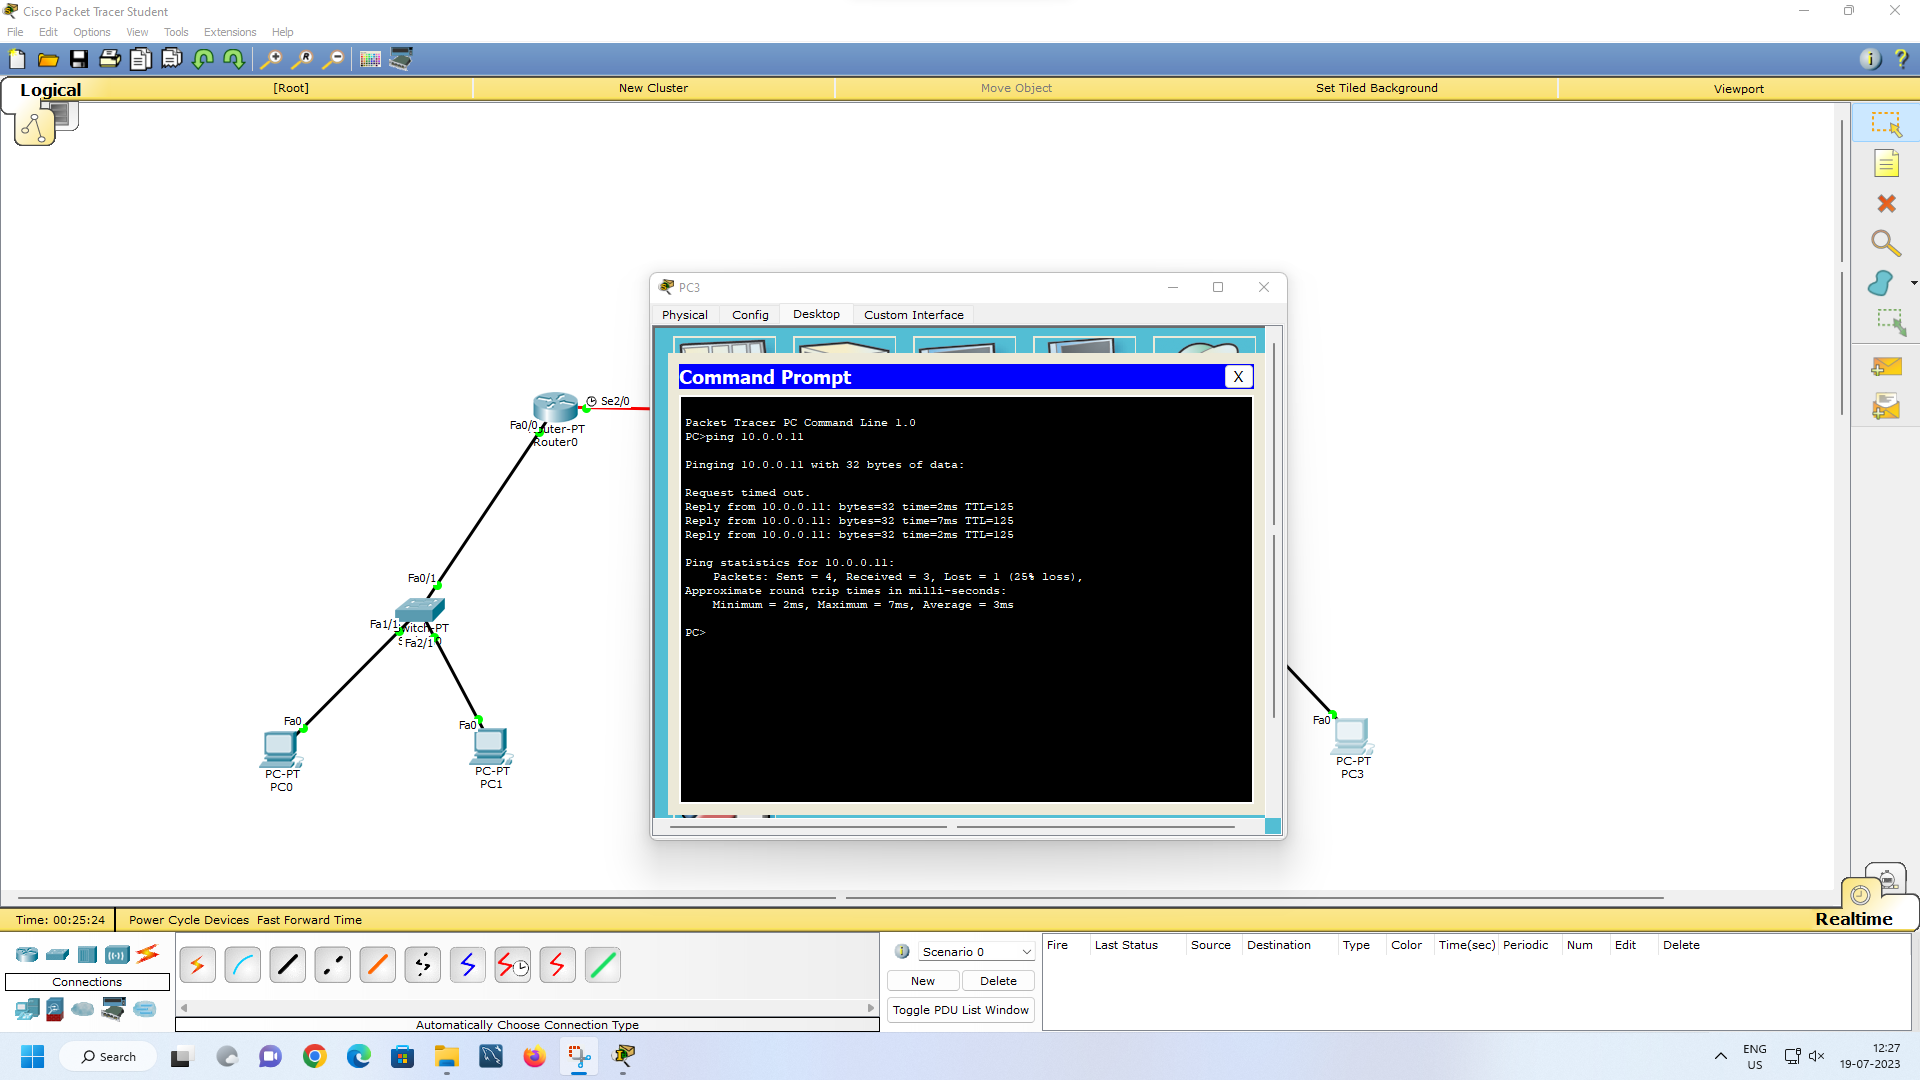 Cisco Packet Tracer Student
File Edit Options View Tools Extensions Help
Logical [Root] New Cluster Move Object Set Tiled Background Viewport
PC3
Physical Config Desktop Custom Interface
Command Prompt X
Packet Tracer PC Command Line 1.0
PC>ping 10.0.0.11
Pinging 10.0.0.11 with 32 bytes of data:
Request timed out.
Reply from 10.0.0.11: bytes=32 time=2ms TTL=125
Reply from 10.0.0.11: bytes=32 time=7ms TTL=125
Reply from 10.0.0.11: bytes=32 time=2ms TTL=125
Ping statistics for 10.0.0.11:
Packets: Sent = 4, Received = 3, Lost = 1 (25% loss),
Approximate round trip times in milli-seconds:
Minimum = 2ms, Maximum = 7ms, Average = 3ms
PC>
Se2/0
Fa0/0
Router0
Fa0/1
Fa1/1
Fa2/1
Fa0
PC-PT
PC0
Fa0
PC-PT
PC1
Fa0
PC-PT
PC3
Time: 00:25:24 Power Cycle Devices Fast Forward Time
Realtime
Connections
Automatically Choose Connection Type
Scenario 0
New Delete
Toggle PDU List Window
Fire Last Status Source Destination Type Color Time(sec) Periodic Num Edit Delete
Search
ENG
US
12:27
19-07-2023